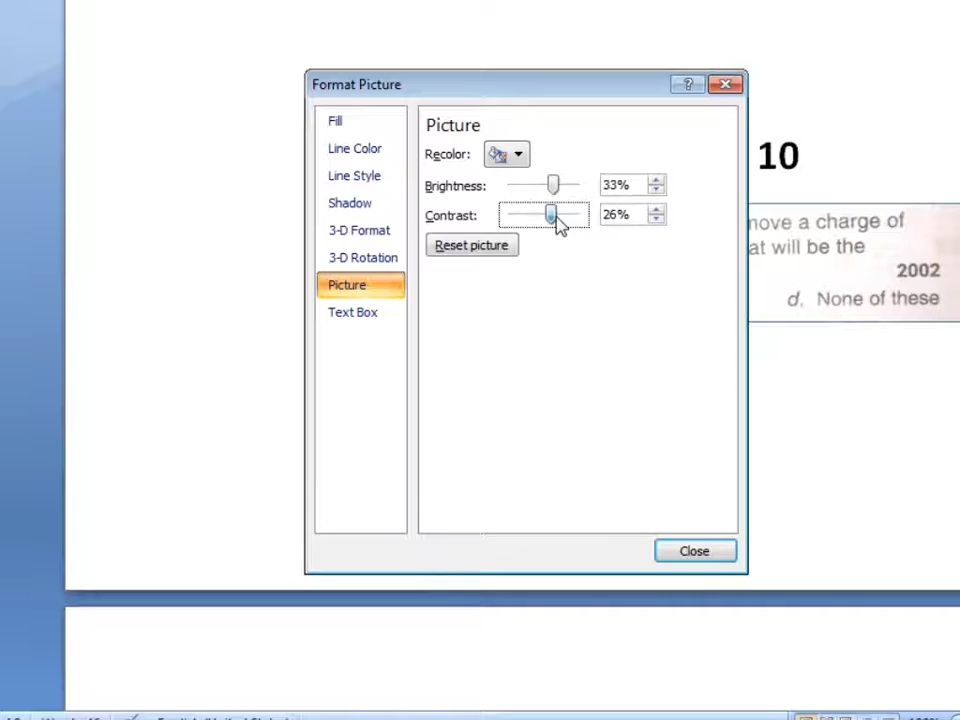 Format Picture
Fill
Line Color
Line Style
Shadow
3-D Format
3-D Rotation
Picture
Text Box
Picture
Recolor:
Brightness: 33%
Contrast: 26%
Reset picture
Close
10
move a charge of
at will be the
2002
d. None of these